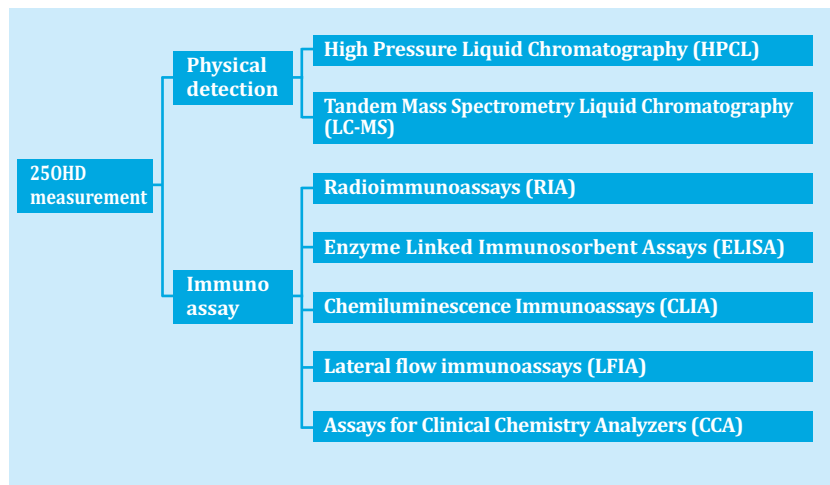 High Pressure Liquid Chromatography (HPCL)
Physical
detection
Tandem Mass Spectrometry Liquid Chromatography
(LC-MS)
25OHD
measurement
Radioimmunoassays (RIA)
Enzyme Linked Immunosorbent Assays (ELISA)
Immuno
assay
Chemiluminescence Immunoassays (CLIA)
Lateral flow immunoassays (LFIA)
Assays for Clinical Chemistry Analyzers (CCA)